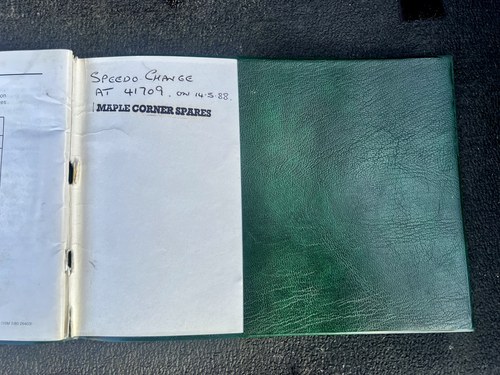 SPEEDO CHANGE
AT 41709 ON 14.5.88.
MAPLE CORNER SPARES